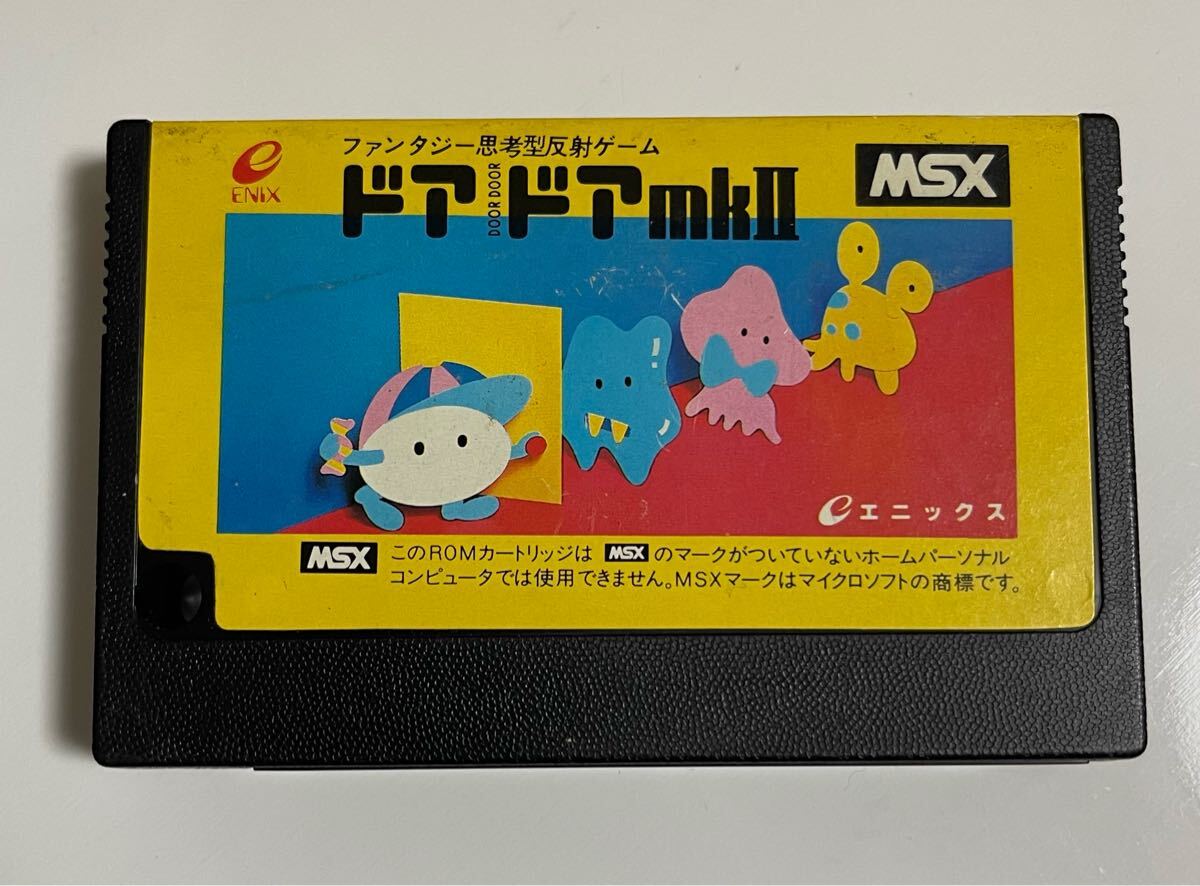 ファンタジー思考型反射ゲーム
ENIX
ドア DOOR DOOR ドア mkII
MSX
エニックス
MSX このROMカートリッジは MSX のマークがついていないホームパーソナル
コンピュータでは使用できません。MSXマークはマイクロソフトの商標です。